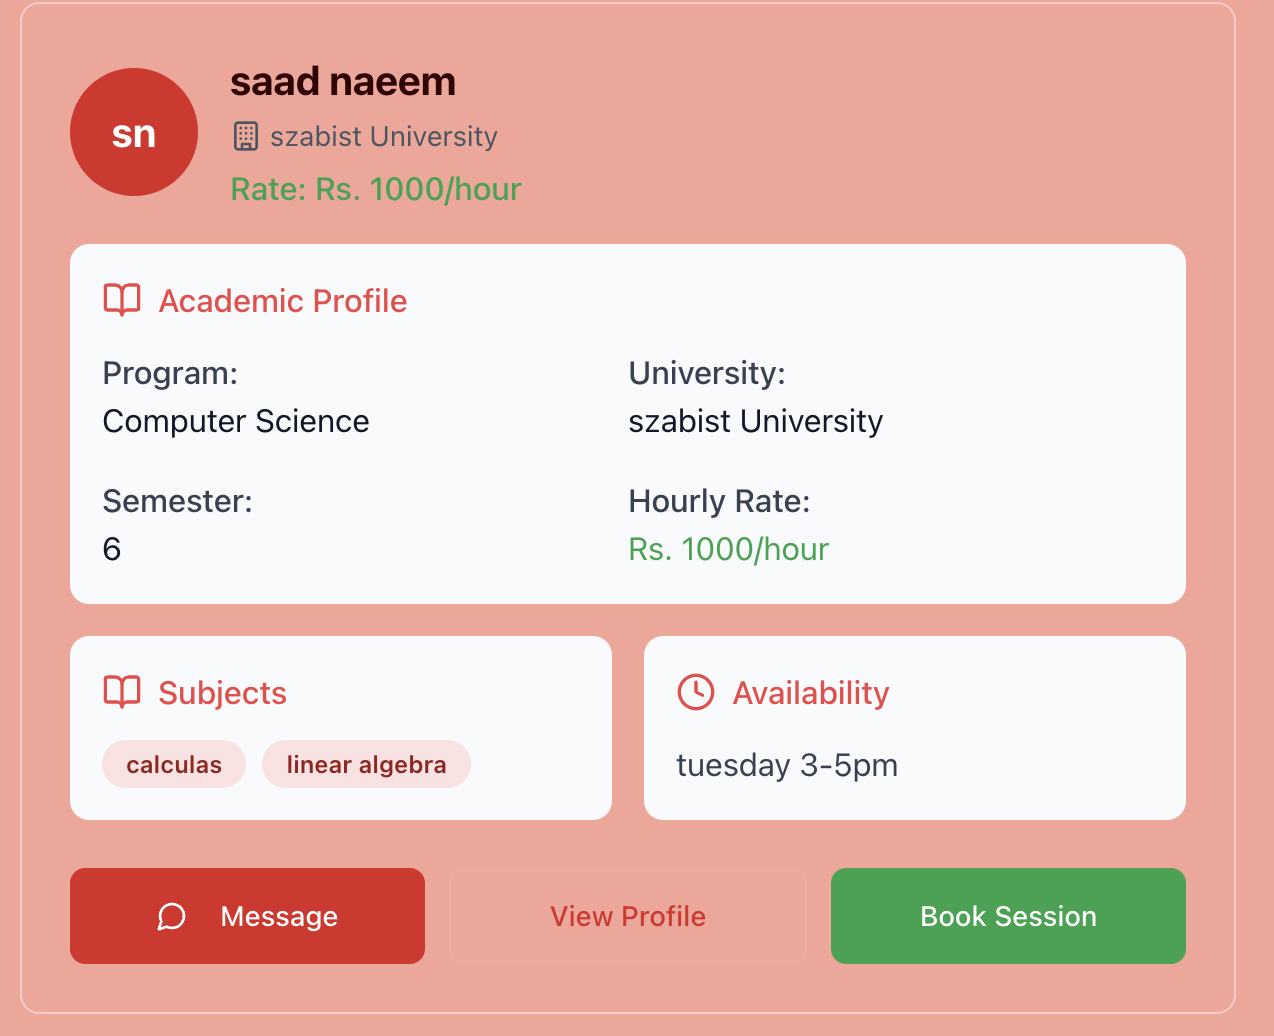 sn
saad naeem
szabist University
Rate: Rs. 1000/hour
Academic Profile
Program:
Computer Science
University:
szabist University
Semester:
6
Hourly Rate:
Rs. 1000/hour
Subjects
calculas
linear algebra
Availability
tuesday 3-5pm
Message
View Profile
Book Session